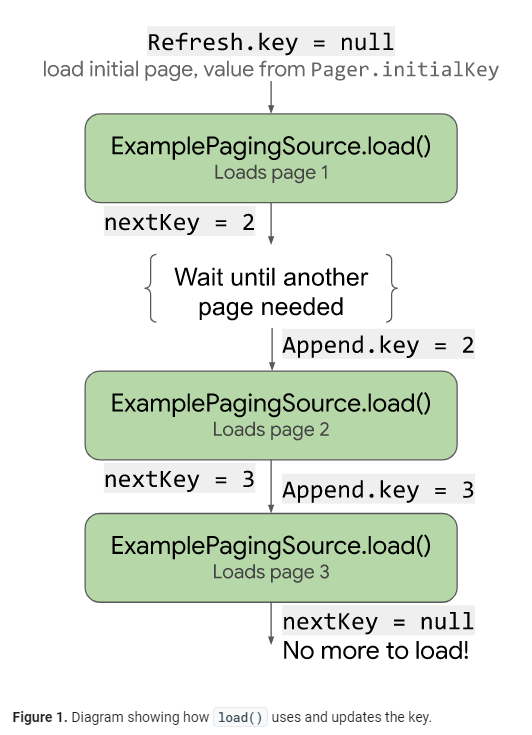 Refresh.key = null
load initial page, value from Pager.initialKey
ExamplePagingSource.load()
Loads page 1
nextKey = 2
Wait until another
page needed
Append.key = 2
ExamplePagingSource.load()
Loads page 2
nextKey = 3
Append.key = 3
ExamplePagingSource.load()
Loads page 3
nextKey = null
No more to load!
Figure 1. Diagram showing how load() uses and updates the key.